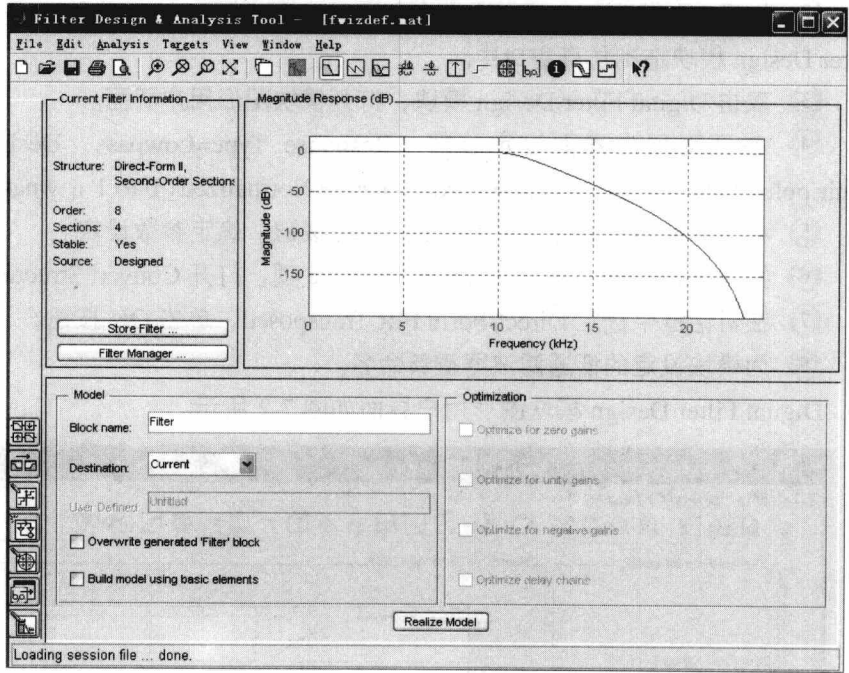 Filter Design & Analysis Tool - [fwizdef.mat]
File Edit Analysis Targets View Window Help
Current Filter Information
Structure: Direct-Form II,
Second-Order Sections
Order: 8
Sections: 4
Stable: Yes
Source: Designed
Store Filter ...
Filter Manager ...
Magnitude Response (dB)
Magnitude (dB)
0
-50
-100
-150
0 5 10 15 20
Frequency (kHz)
Model
Block name: Filter
Destination: Current
User Defined Untitled
Overwrite generated 'Filter' block
Build model using basic elements
Optimization
Optimize for zero gains
Optimize for unity gains
Optimize for negative gains
Optimize delay chains
Realize Model
Loading session file ... done.